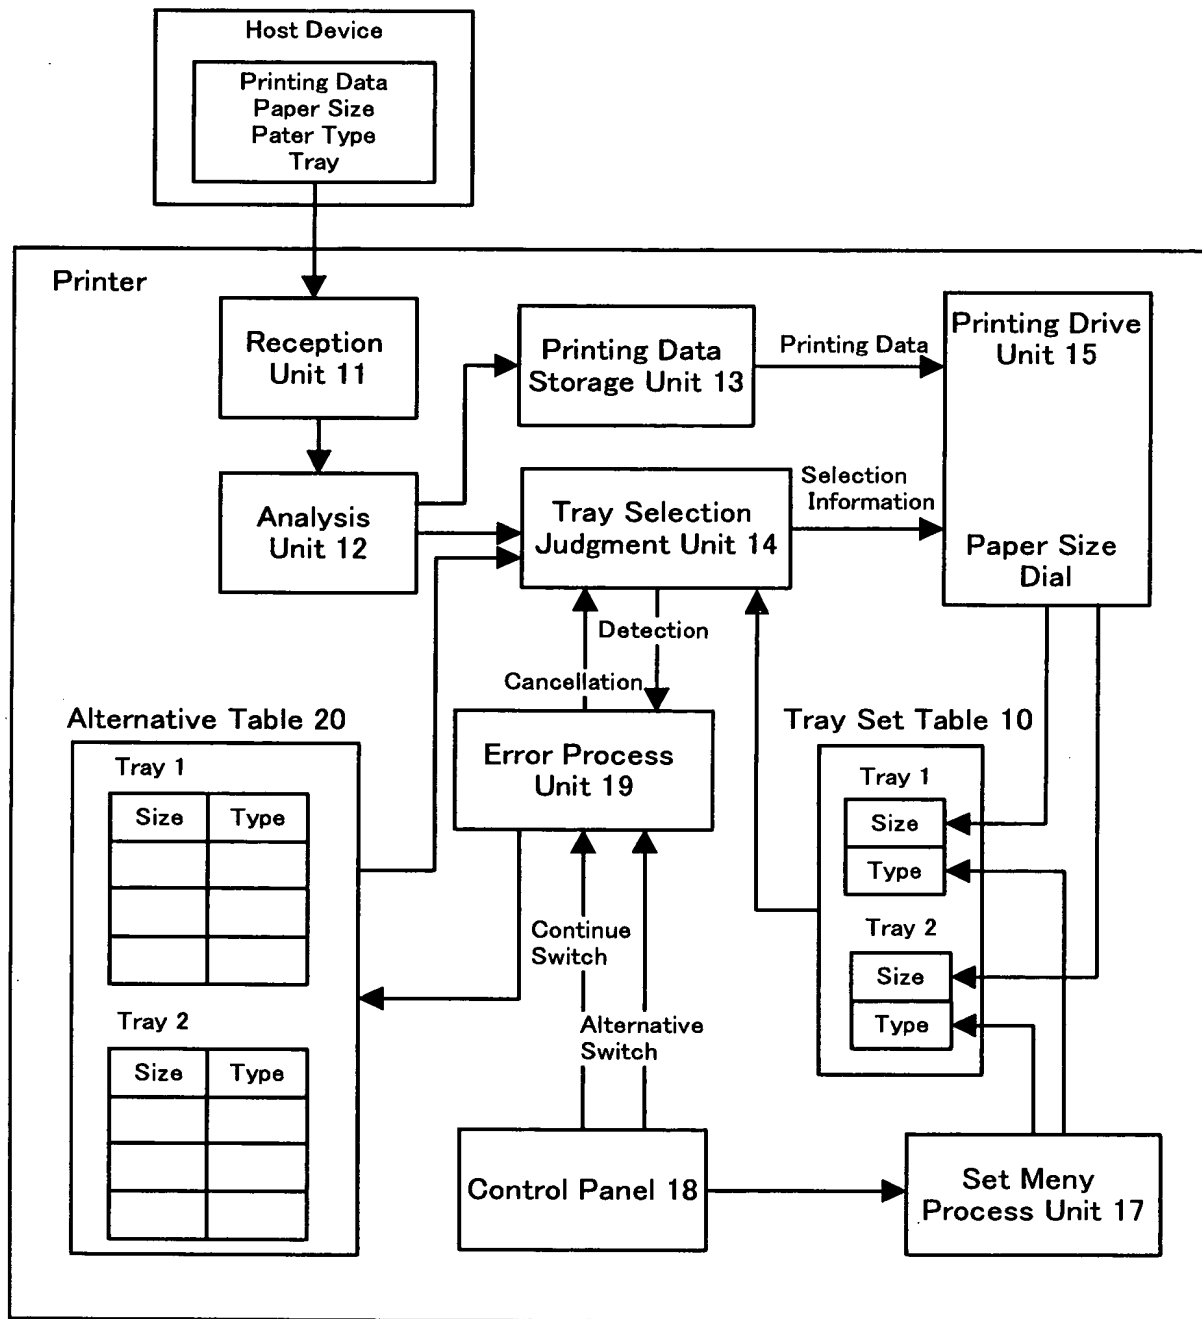 Host Device
Printing Data
Paper Size
Pater Type
Tray
Printer
Reception
Unit 11
Printing Data
Storage Unit 13
Printing Data
Printing Drive
Unit 15
Analysis
Unit 12
Tray Selection
Judgment Unit 14
Selection
Information
Paper Size
Dial
Detection
Cancellation
Alternative Table 20
Tray 1
Size Type
Tray 2
Size Type
Error Process
Unit 19
Tray Set Table 10
Tray 1
Size
Type
Tray 2
Size
Type
Continue
Switch
Alternative
Switch
Control Panel 18
Set Meny
Process Unit 17